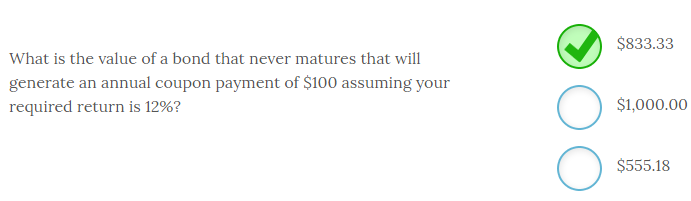 What is the value of a bond that never matures that will
generate an annual coupon payment of $100 assuming your
required return is 12%?
$833.33
$1,000.00
$555.18